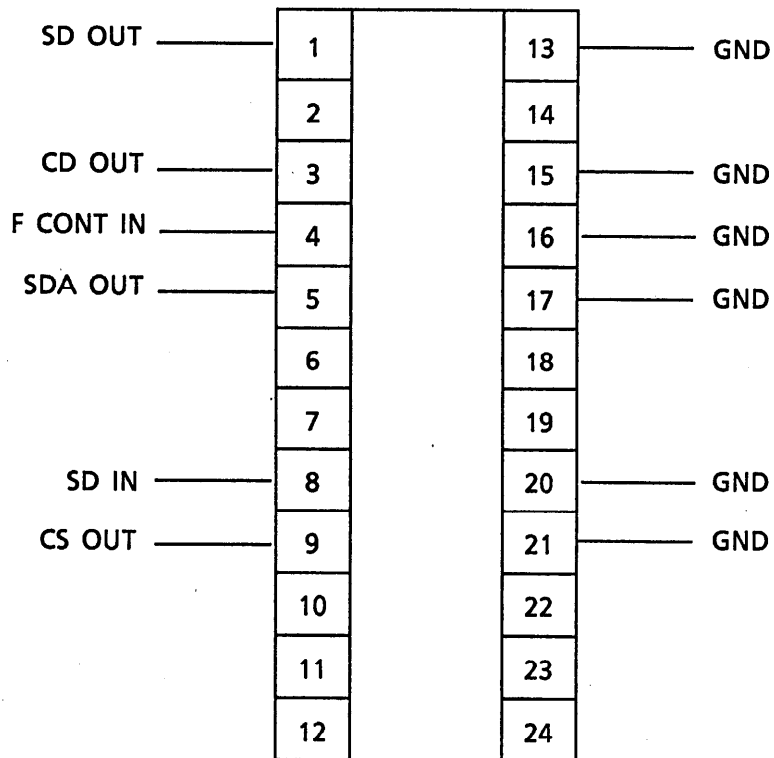 SD OUT 1 13 GND
2 14
CD OUT 3 15 GND
F CONT IN 4 16 GND
SDA OUT 5 17 GND
6 18
7 19
SD IN 8 20 GND
CS OUT 9 21 GND
10 22
11 23
12 24